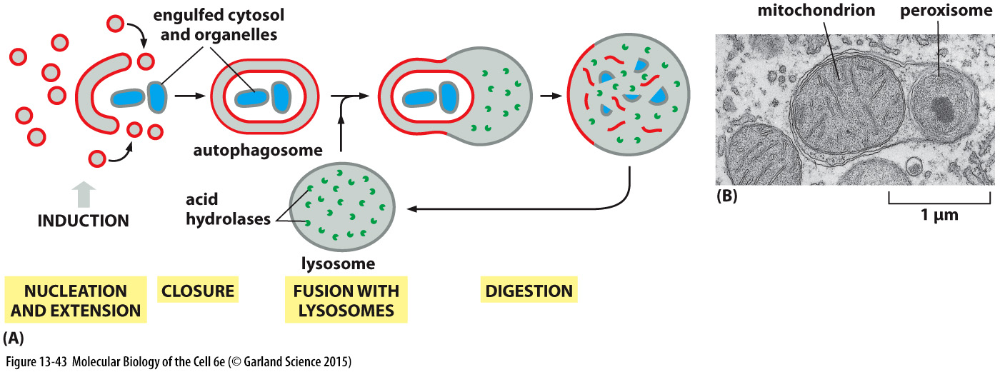 engulfed cytosol
and organelles
mitochondrion
peroxisome
autophagosome
INDUCTION
acid
hydrolases
lysosome
(B)
1 µm
NUCLEATION
AND EXTENSION
CLOSURE
FUSION WITH
LYSOSOMES
DIGESTION
(A)
Figure 13-43 Molecular Biology of the Cell 6e (© Garland Science 2015)